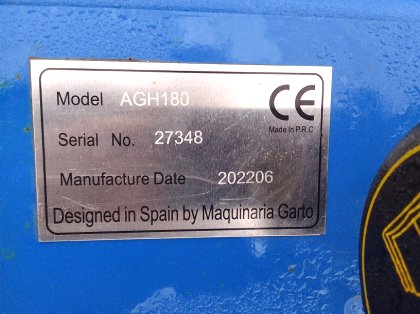 Model AGH180
CE
Made In P.R.C
Serial No. 27348
Manufacture Date 202206
Designed in Spain by Maquinaria Garto